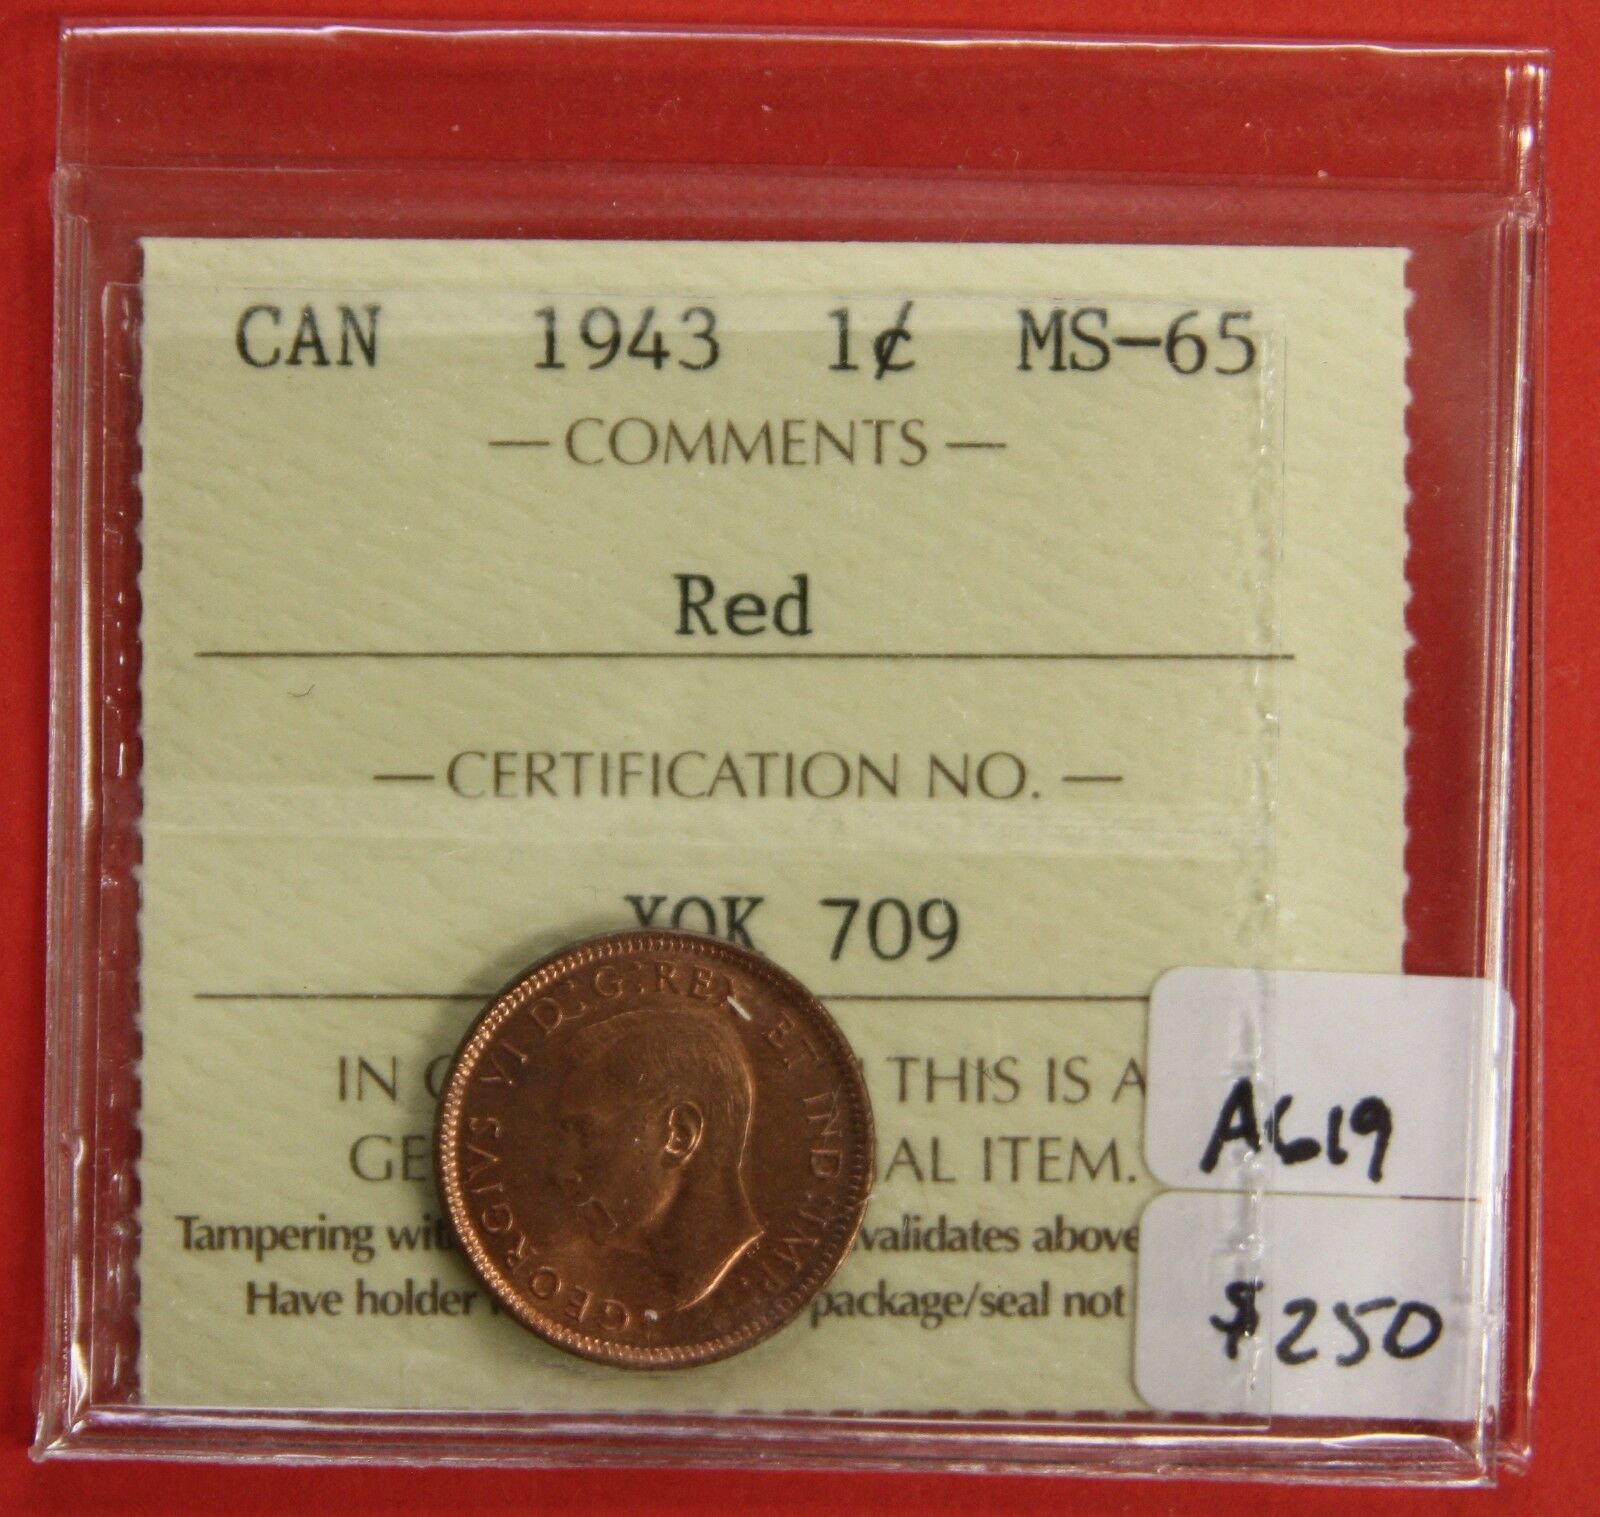 CAN 1943 1¢ MS-65
— COMMENTS —
Red
— CERTIFICATION NO. —
XOK 709
IN THIS IS A
AL ITEM.
Tampering validates above
Have holder package/seal not
GEORGIVS VI D:G:REX ET IND:IMP:
A619
$250